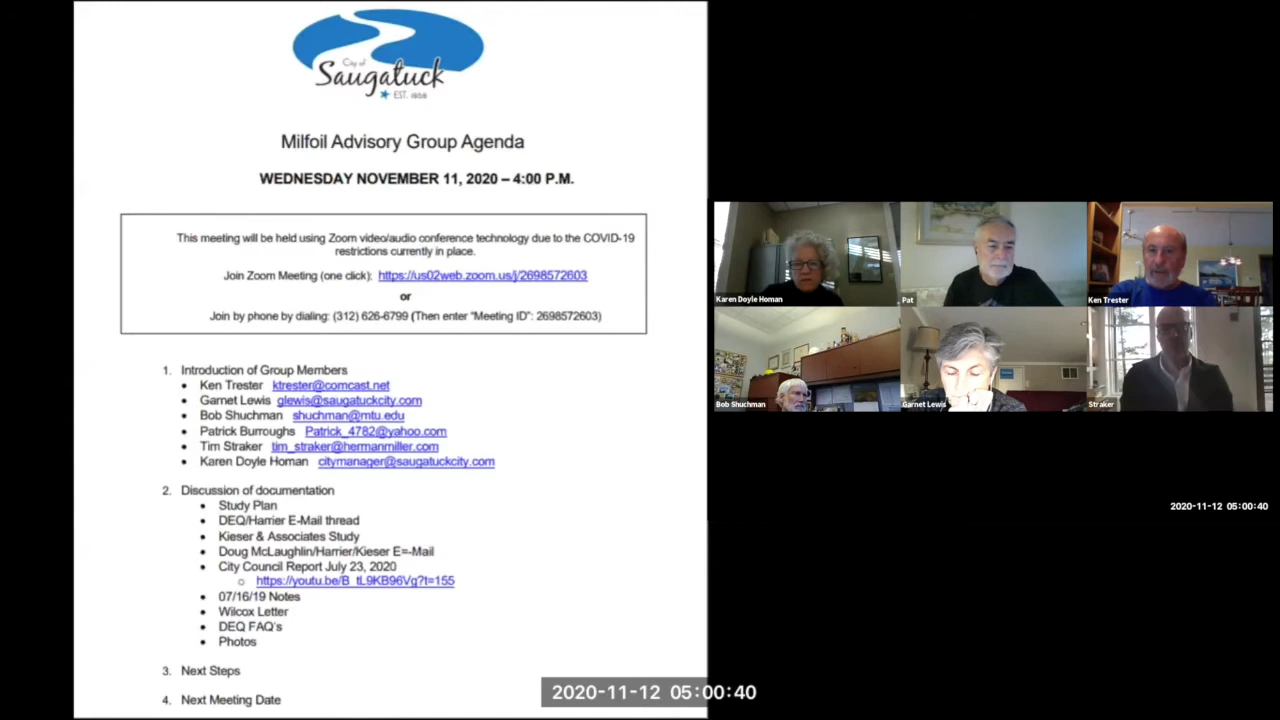 City of
Saugatuck
EST. 1868
Milfoil Advisory Group Agenda
WEDNESDAY NOVEMBER 11, 2020 – 4:00 P.M.
This meeting will be held using Zoom video/audio conference technology due to the COVID-19
restrictions currently in place.
Join Zoom Meeting (one click): https://us02web.zoom.us/j/2698572603
or
Join by phone by dialing: (312) 626-6799 (Then enter "Meeting ID": 2698572603)
1. Introduction of Group Members
• Ken Trester ktrester@comcast.net
• Garnet Lewis glewis@saugatuckcity.com
• Bob Shuchman shuchman@mtu.edu
• Patrick Burroughs Patrick_4782@yahoo.com
• Tim Straker tim_straker@hermanmiller.com
• Karen Doyle Homan citymanager@saugatuckcity.com
2. Discussion of documentation
• Study Plan
• DEQ/Harrier E-Mail thread
• Kieser & Associates Study
• Doug McLaughlin/Harrier/Kieser E=-Mail
• City Council Report July 23, 2020
o https://youtu.be/B_tL9KB96Vg?t=155
• 07/16/19 Notes
• Wilcox Letter
• DEQ FAQ's
• Photos
3. Next Steps
4. Next Meeting Date
Karen Doyle Homan
Pat
Ken Trester
Bob Shuchman
Garnet Lewis
Straker
2020-11-12 05:00:40
2020-11-12 05:00:40